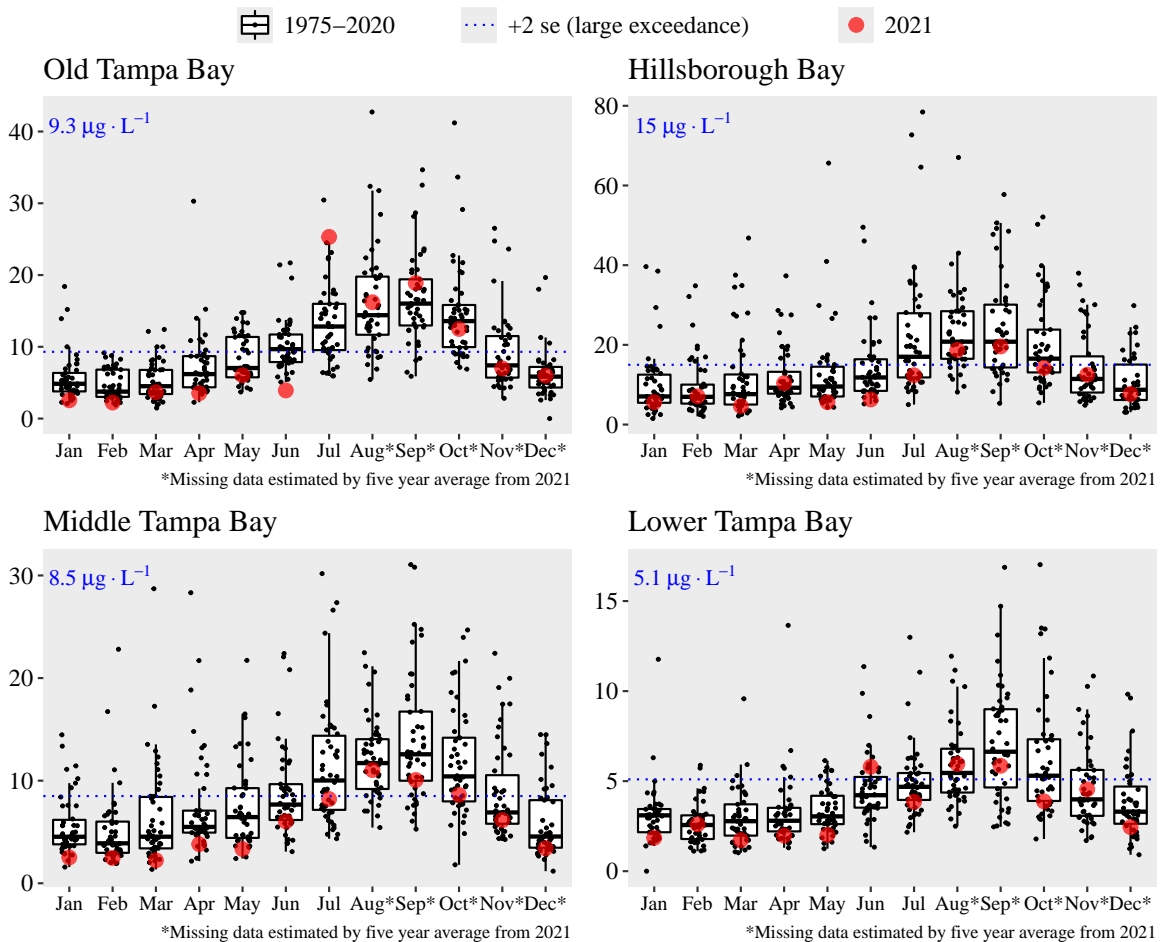 1975−2020 +2 se (large exceedance) 2021
Old Tampa Bay
9.3 μg · L⁻¹
40
30
20
10
0
Jan Feb Mar Apr May Jun Jul Aug* Sep* Oct* Nov* Dec*
*Missing data estimated by five year average from 2021
Hillsborough Bay
15 μg · L⁻¹
80
60
40
20
0
Jan Feb Mar Apr May Jun Jul Aug* Sep* Oct* Nov* Dec*
*Missing data estimated by five year average from 2021
Middle Tampa Bay
8.5 μg · L⁻¹
30
20
10
0
Jan Feb Mar Apr May Jun Jul Aug* Sep* Oct* Nov* Dec*
*Missing data estimated by five year average from 2021
Lower Tampa Bay
5.1 μg · L⁻¹
15
10
5
0
Jan Feb Mar Apr May Jun Jul Aug* Sep* Oct* Nov* Dec*
*Missing data estimated by five year average from 2021